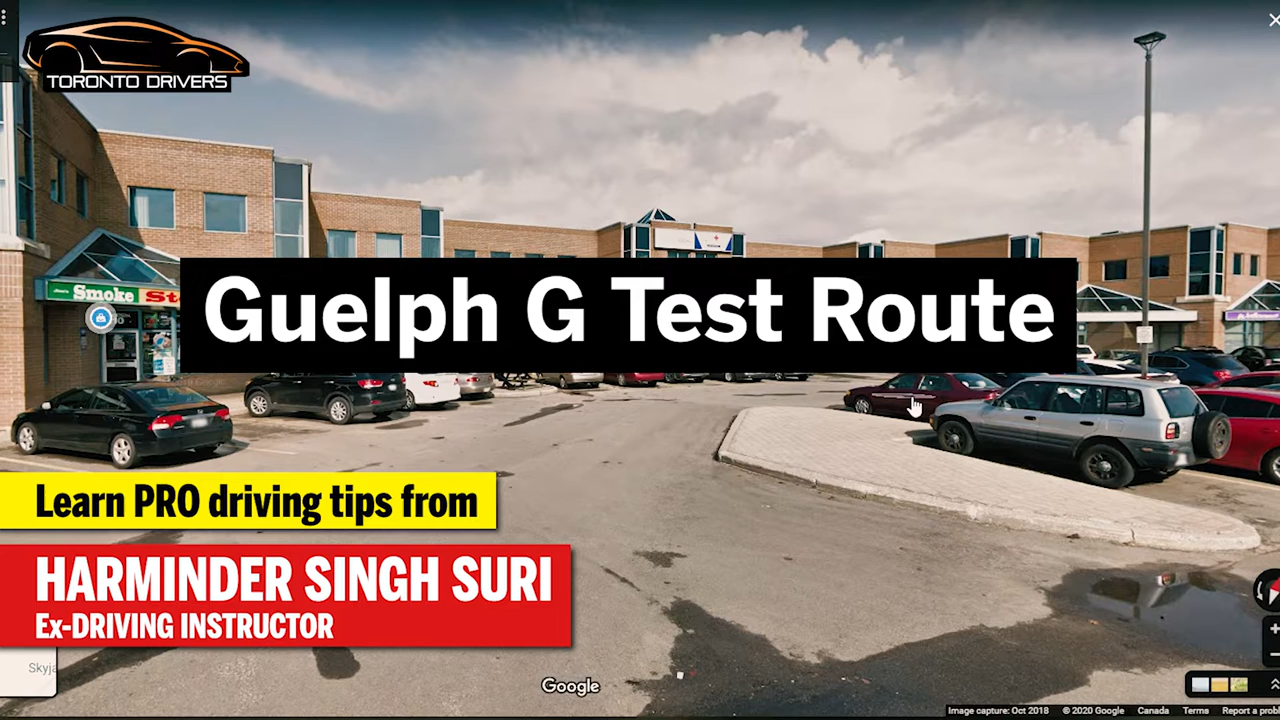 TORONTO DRIVERS
Smoke
Guelph G Test Route
Learn PRO driving tips from
HARMINDER SINGH SURI
Ex-DRIVING INSTRUCTOR
Google
Image capture: Oct 2018 © 2020 Google Canada Terms Report a